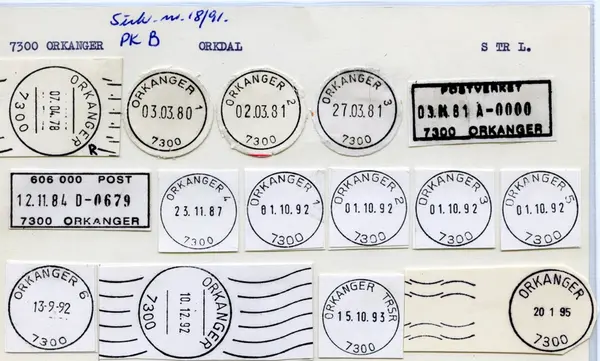 Sirk. nr. 18/91.
PK B
7300 ORKANGER ORKDAL S TR L.
ORKANGER
07.04.78
7300
R
ORKANGER 1
03.03.80
7300
ORKANGER 2
02.03.81
7300
ORKANGER 3
27.03.81
7300
POSTVERKET
81 A-0000
7300 ORKANGER
606 000 POST
12.11.84 D-0679
7300 ORKANGER
ORKANGER 4
23.11.87
7300
ORKANGER 1
01.10.92
7300
ORKANGER 2
01.10.92
7300
ORKANGER 3
01.10.92
7300
ORKANGER 5
01.10.92
7300
ORKANGER 6
13-9-92
7300
ORKANGER
10.12.92
7300
ORKANGER TRSR
15.10.93
7300
ORKANGER
20 1 95
7300